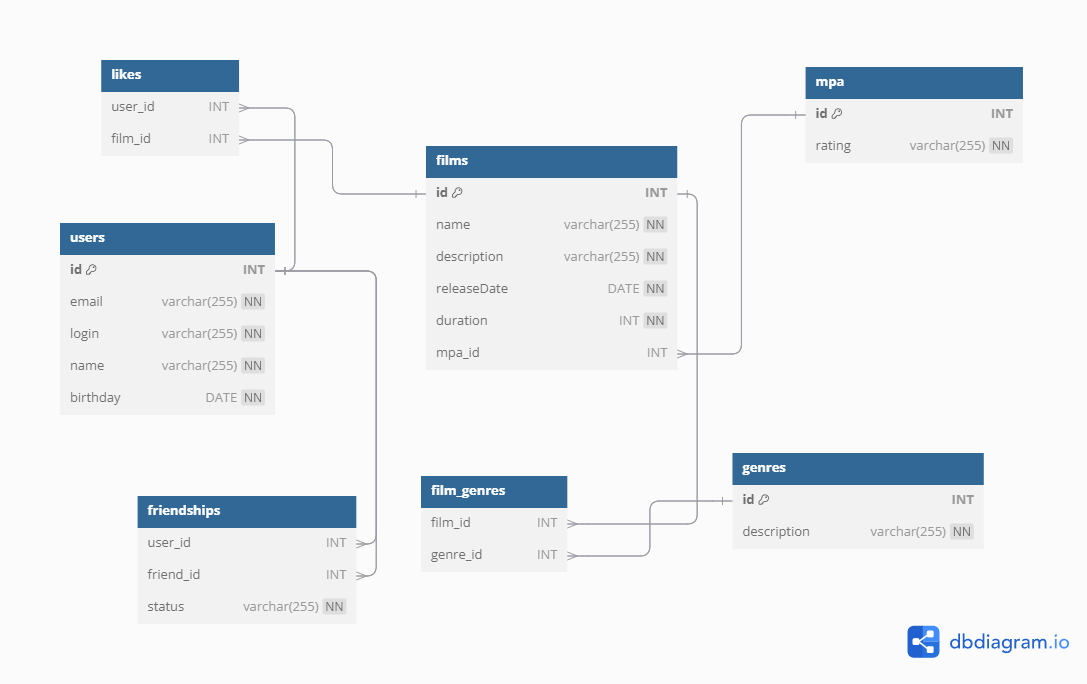 likes
user_id INT
film_id INT
users
id INT
email varchar(255) NN
login varchar(255) NN
name varchar(255) NN
birthday DATE NN
friendships
user_id INT
friend_id INT
status varchar(255) NN
films
id INT
name varchar(255) NN
description varchar(255) NN
releaseDate DATE NN
duration INT NN
mpa_id INT
film_genres
film_id INT
genre_id INT
mpa
id INT
rating varchar(255) NN
genres
id INT
description varchar(255) NN
dbdiagram.io